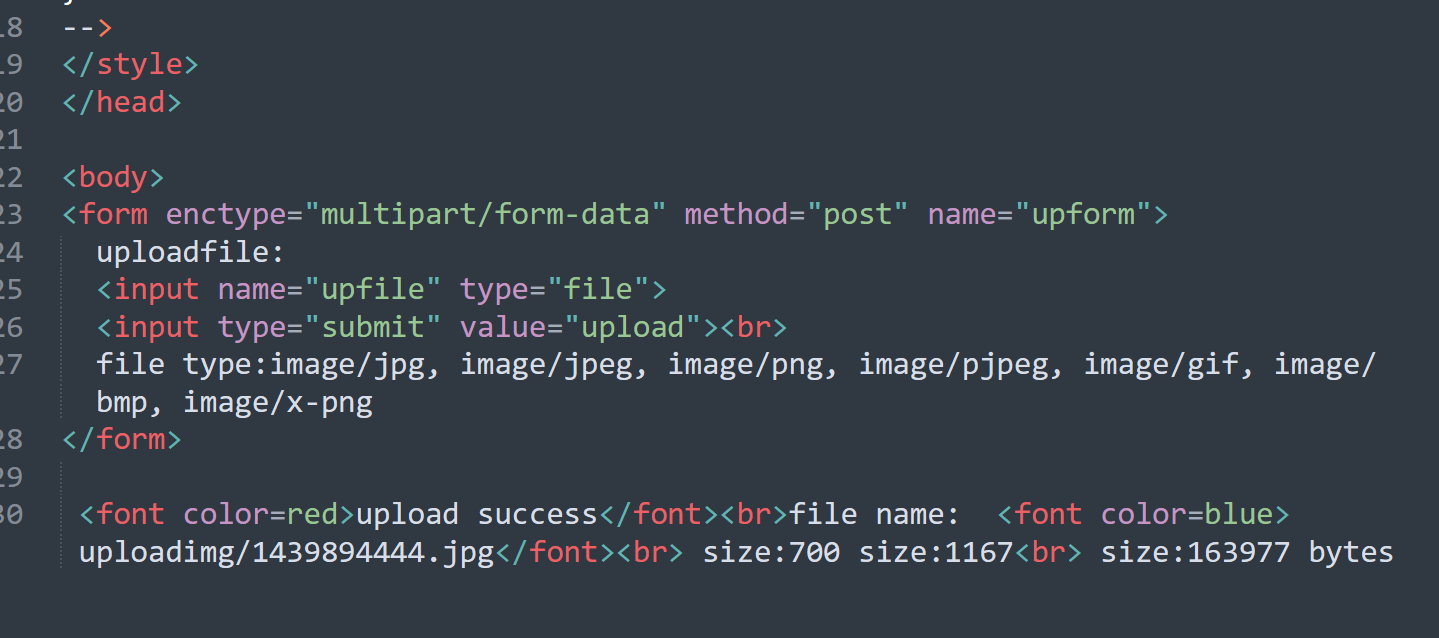 18 -->
19 </style>
20 </head>
21
22 <body>
23 <form enctype="multipart/form-data" method="post" name="upform">
24 uploadfile:
25 <input name="upfile" type="file">
26 <input type="submit" value="upload"><br>
27 file type:image/jpg, image/jpeg, image/png, image/pjpeg, image/gif, image/
bmp, image/x-png
28 </form>
29
30 <font color=red>upload success</font><br>file name:  <font color=blue>
uploadimg/1439894444.jpg</font><br> size:700 size:1167<br> size:163977 bytes